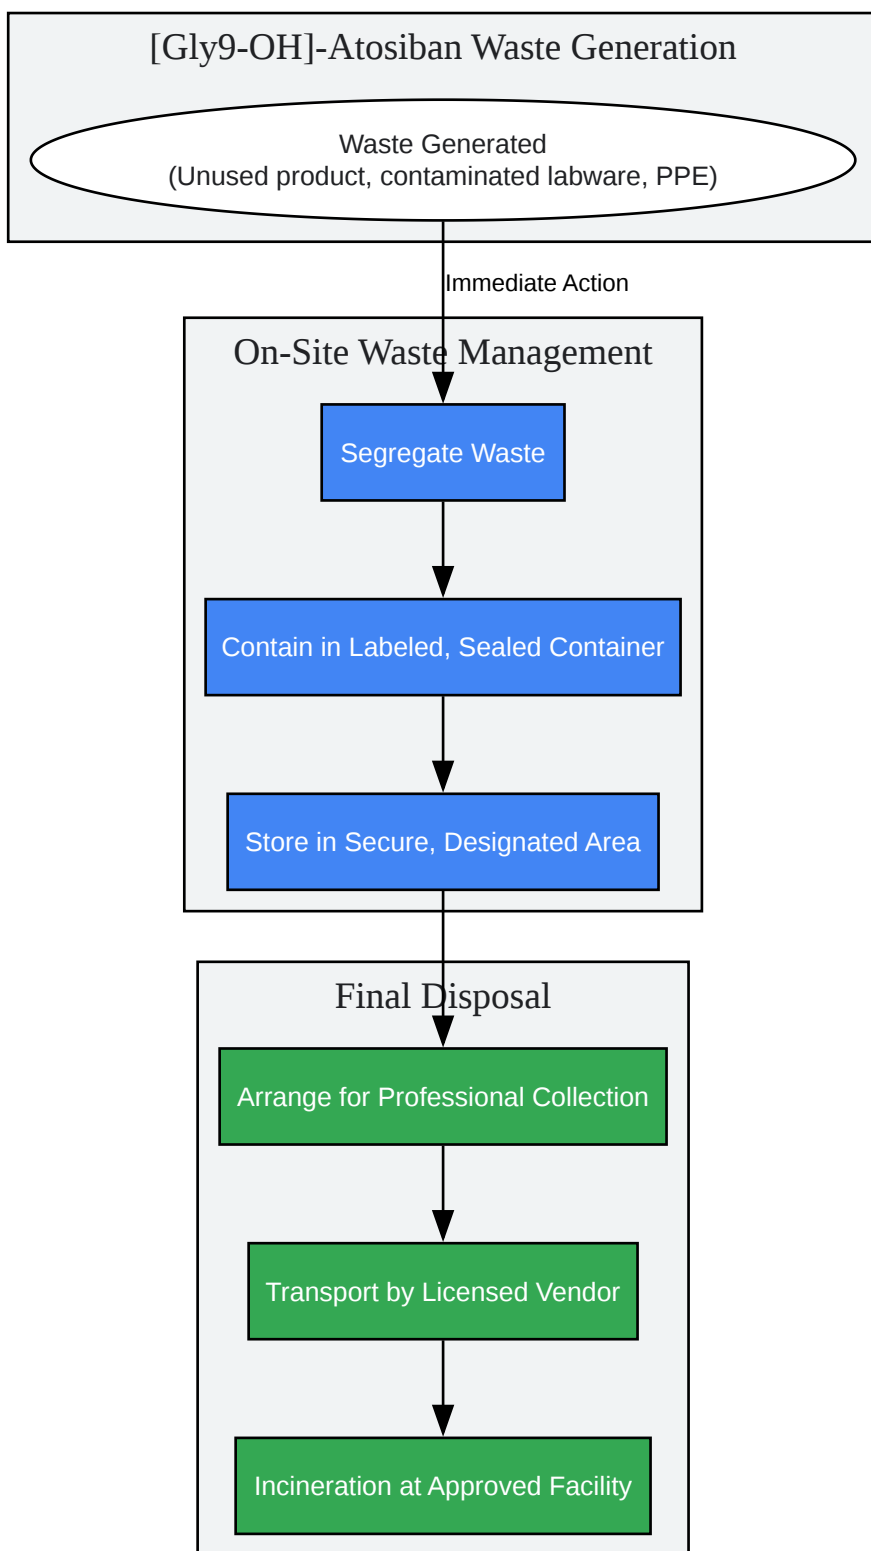 [Gly9-OH]-Atosiban Waste Generation
Waste Generated
(Unused product, contaminated labware, PPE)
Immediate Action
On-Site Waste Management
Segregate Waste
Contain in Labeled, Sealed Container
Store in Secure, Designated Area
Final Disposal
Arrange for Professional Collection
Transport by Licensed Vendor
Incineration at Approved Facility